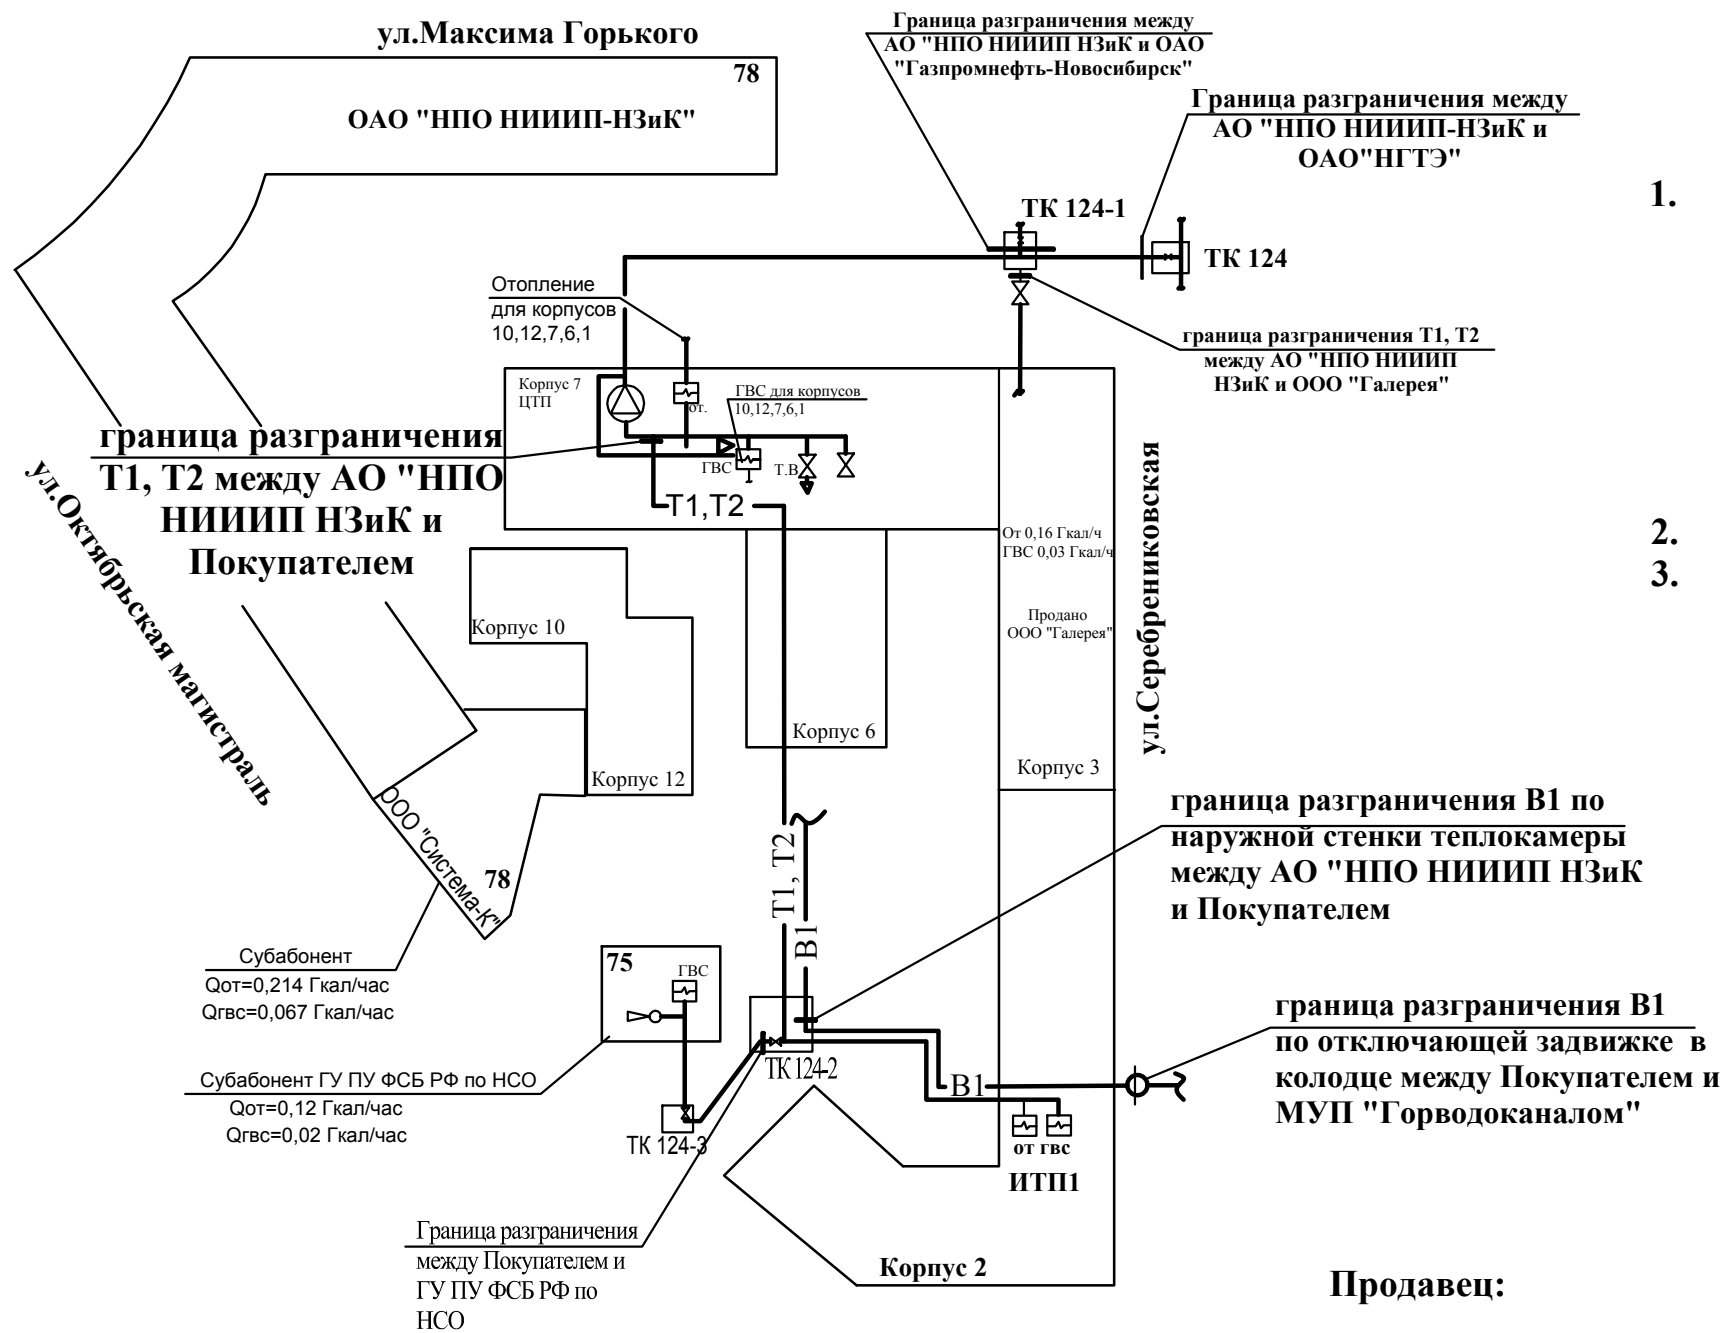 ул.Максима Горького
78
ОАО "НПО НИИИП-НЗиК"
Граница разграничения между
АО "НПО НИИИП НЗиК и ОАО
"Газпромнефть-Новосибирск"
Граница разграничения между
АО "НПО НИИИП-НЗиК и
ОАО"НГТЭ"
1.
ТК 124-1
ТК 124
Отопление
для корпусов
10,12,7,6,1
граница разграничения Т1, Т2
между АО "НПО НИИИП
НЗиК и ООО "Галерея"
Корпус 7
ЦТП
от.
ГВС для корпусов
10,12,7,6,1
ГВС
Т.В
Т1,Т2
граница разграничения
Т1, Т2 между АО "НПО
НИИИП НЗиК и
Покупателем
ул.Октябрьская магистраль
От 0,16 Гкал/ч
ГВС 0,03 Гкал/ч
Продано
ООО "Галерея"
ул.Серебрениковская
2.
3.
Корпус 10
Корпус 6
Корпус 3
Корпус 12
ООО "Система-К"
78
Т1, Т2
В1
граница разграничения В1 по
наружной стенки теплокамеры
между АО "НПО НИИИП НЗиК
и Покупателем
Субабонент
Qот=0,214 Гкал/час
Qгвс=0,067 Гкал/час
75
ГВС
Субабонент ГУ ПУ ФСБ РФ по НСО
Qот=0,12 Гкал/час
Qгвс=0,02 Гкал/час
ТК 124-2
ТК 124-3
В1
граница разграничения В1
по отключающей задвижке в
колодце между Покупателем и
МУП "Горводоканалом"
от гвс
ИТП1
Граница разграничения
между Покупателем и
ГУ ПУ ФСБ РФ по
НСО
Корпус 2
Продавец: